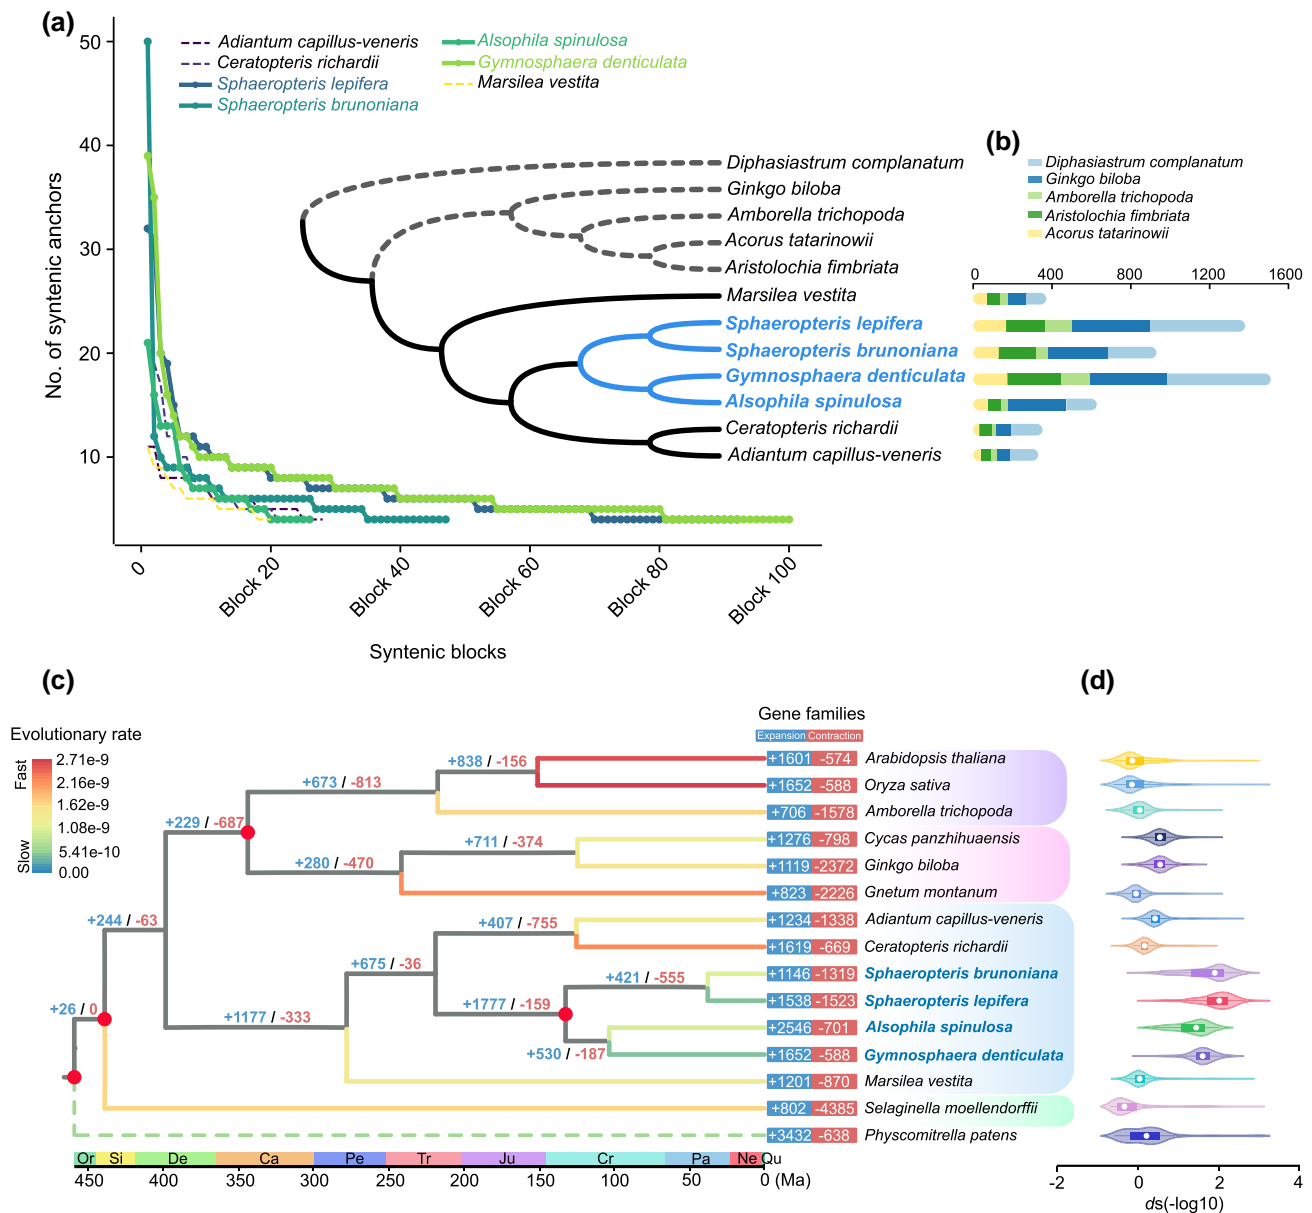 (a)
50
40
30
20
10
No. of syntenic anchors
Adiantum capillus-veneris
Ceratopteris richardii
Sphaeropteris lepifera
Sphaeropteris brunoniana
Alsophila spinulosa
Gymnosphaera denticulata
Marsilea vestita
Diphasiastrum complanatum
Ginkgo biloba
Amborella trichopoda
Acorus tatarinowii
Aristolochia fimbriata
Marsilea vestita
Sphaeropteris lepifera
Sphaeropteris brunoniana
Gymnosphaera denticulata
Alsophila spinulosa
Ceratopteris richardii
Adiantum capillus-veneris
0
Block 20
Block 40
Block 60
Block 80
Block 100
Syntenic blocks
(b)
Diphasiastrum complanatum
Ginkgo biloba
Amborella trichopoda
Aristolochia fimbriata
Acorus tatarinowii
0 400 800 1200 1600
(c)
Evolutionary rate
Fast
Slow
2.71e-9
2.16e-9
1.62e-9
1.08e-9
5.41e-10
0.00
Gene families
Expansion Contraction
+838 / -156
+673 / -813
+229 / -687
+711 / -374
+280 / -470
+244 / -63
+407 / -755
+675 / -36
+421 / -555
+1777 / -159
+26 / 0
+1177 / -333
+530 / -187
+1601 -574 Arabidopsis thaliana
+1652 -588 Oryza sativa
+706 -1578 Amborella trichopoda
+1276 -798 Cycas panzhihuaensis
+1119 -2372 Ginkgo biloba
+823 -2226 Gnetum montanum
+1234 -1338 Adiantum capillus-veneris
+1619 -669 Ceratopteris richardii
+1146 -1319 Sphaeropteris brunoniana
+1538 -1523 Sphaeropteris lepifera
+2546 -701 Alsophila spinulosa
+1652 -588 Gymnosphaera denticulata
+1201 -870 Marsilea vestita
+802 -4385 Selaginella moellendorffii
+3432 -638 Physcomitrella patens
Or Si De Ca Pe Tr Ju Cr Pa Ne Qu
450 400 350 300 250 200 150 100 50 0 (Ma)
(d)
-2 0 2 4
ds(-log10)